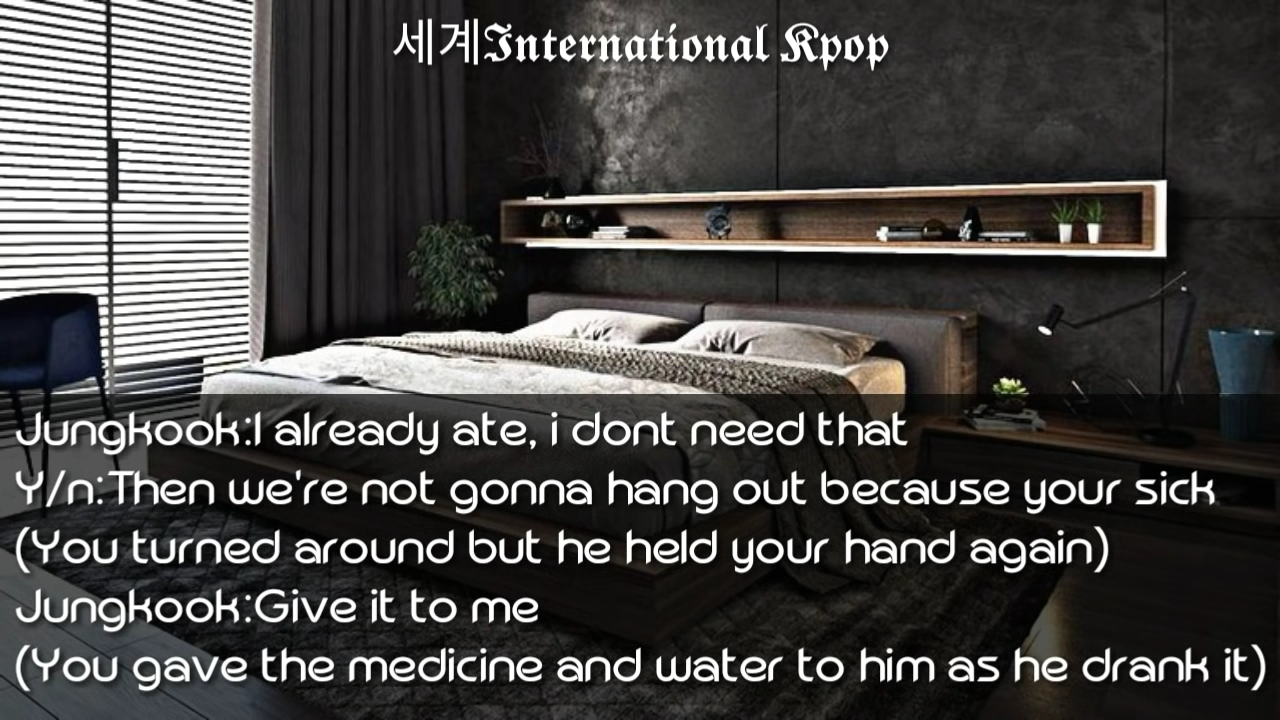 세계International Kpop
Jungkook:I already ate, i dont need that
Y/n:Then we're not gonna hang out because your sick
(You turned around but he held your hand again)
Jungkook:Give it to me
(You gave the medicine and water to him as he drank it)